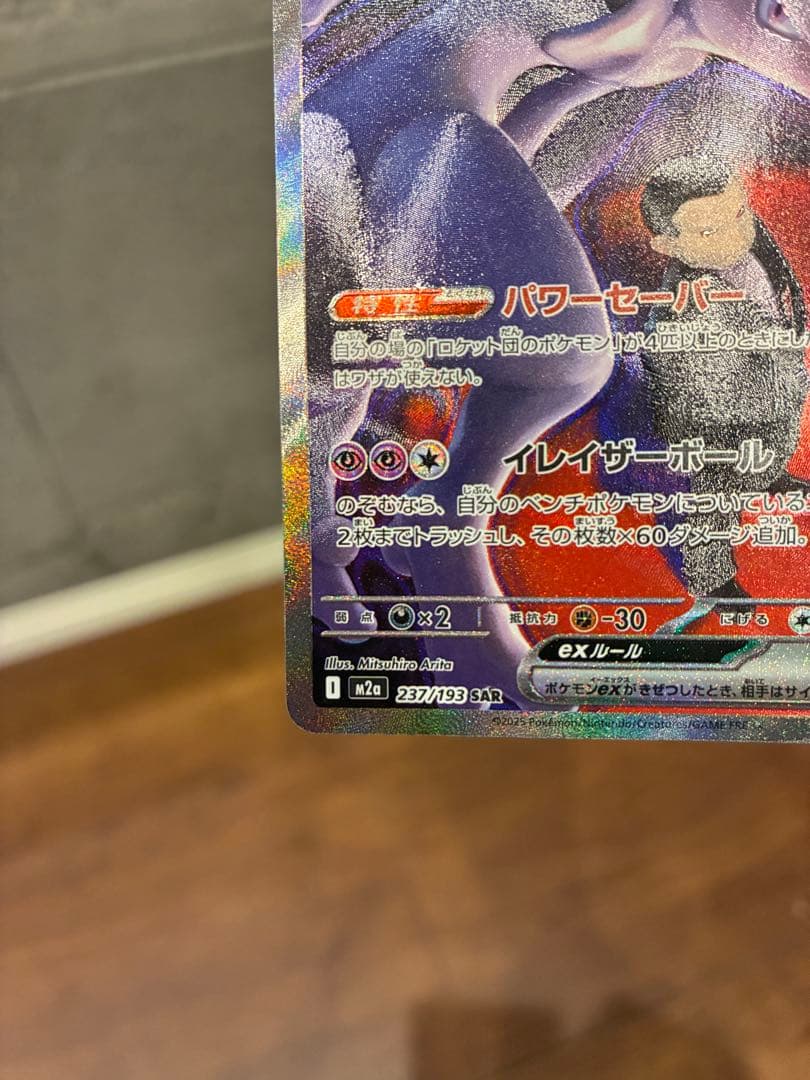 特性 パワーセーバー
自分の場の「ロケット団のポケモン」が4匹以上のときにし
はワザが使えない。
イレイザーボール
のぞむなら、自分のベンチポケモンについている
2枚までトラッシュし、その枚数×60ダメージ追加。
弱点 ×2 抵抗力 -30 にげる
Illus. Mitsuhiro Arita
exルール
I m2a 237/193 SAR
ポケモンexがきぜつしたとき、相手はサイ
©2025 Pokémon/Nintendo/Creatures/GAME FRE